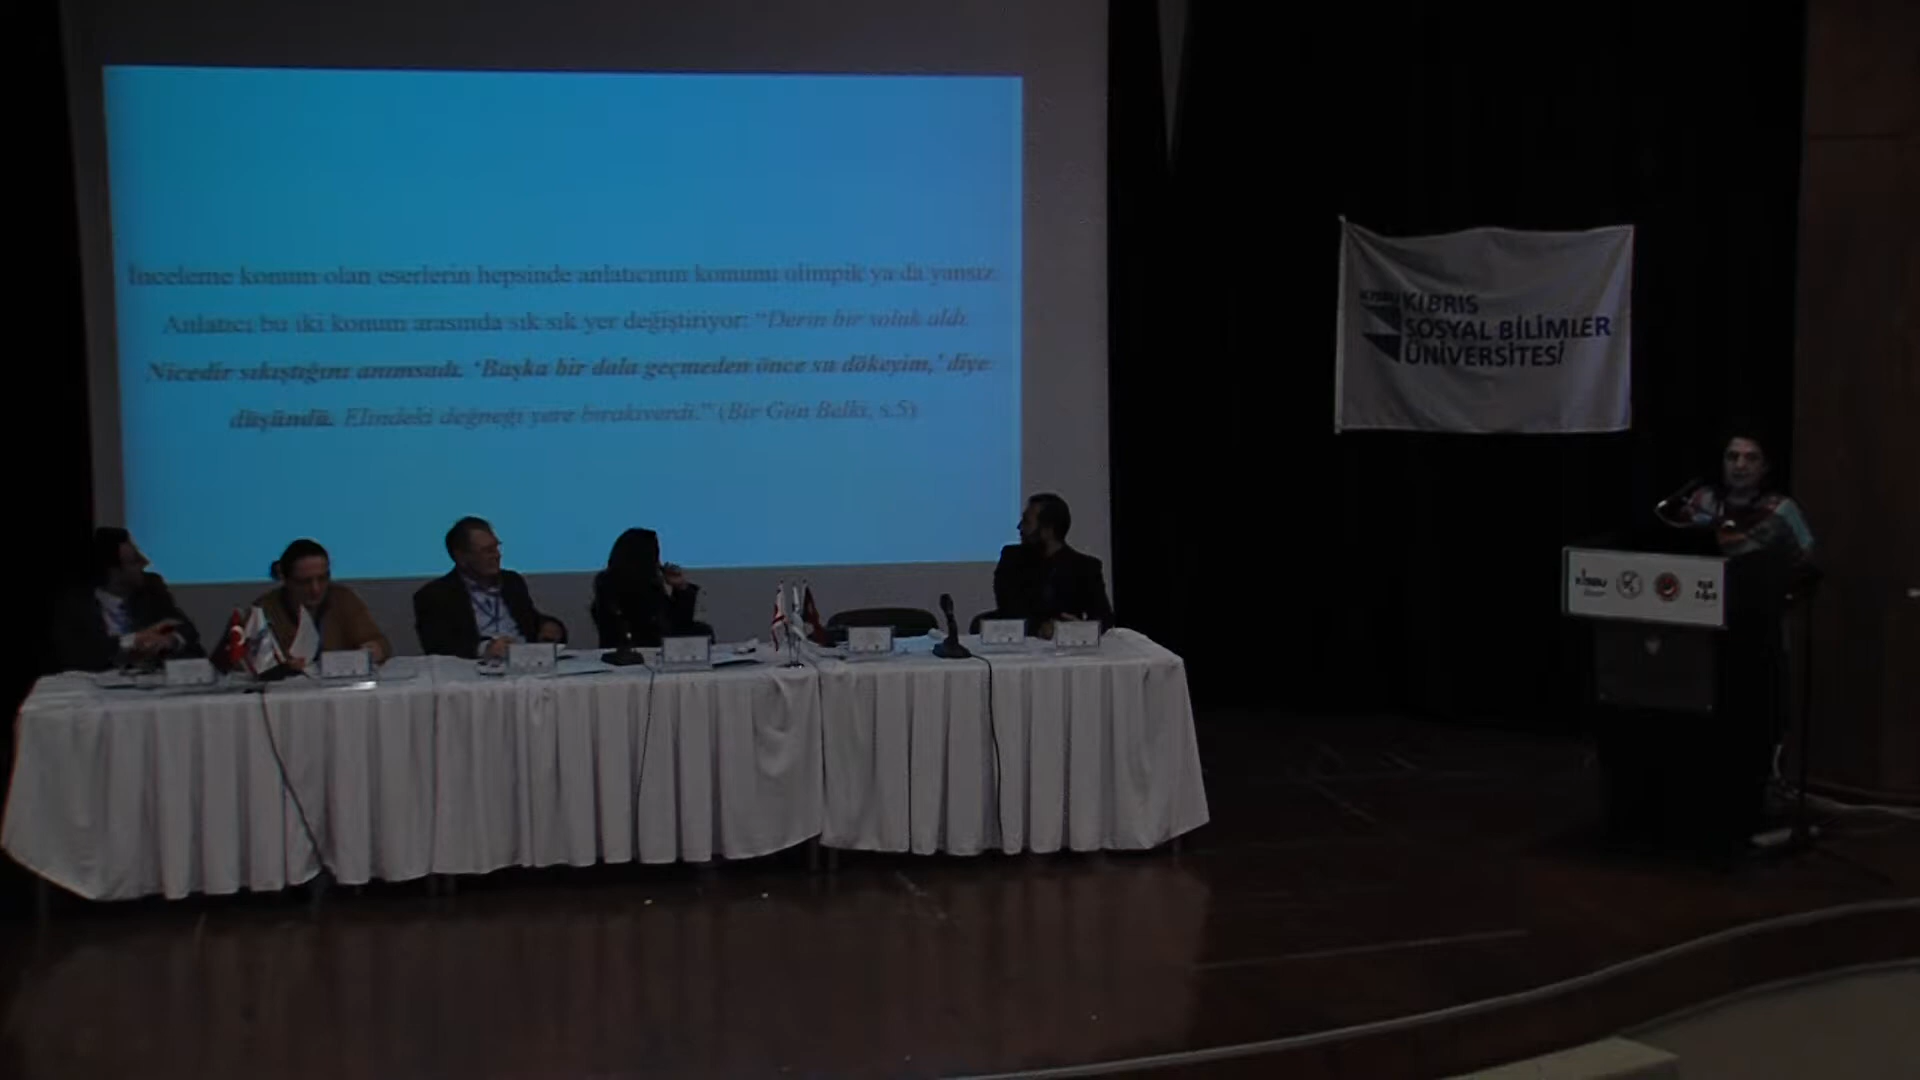 İnceleme konum olan eserlerin hepsinde anlatıcının konumu olimpik ya da yansız.
Anlatıcı bu iki konum arasında sık sık yer değiştiriyor: “Derin bir soluk aldı.
Nicedir sıkıştığını anımsadı. ‘Başka bir dala geçmeden önce su dökeyim,’ diye
düşündü. Elindeki değneği yere bırakıverdi.” (Bir Gün Belki, s.5)
KIBRIS
SOSYAL BİLİMLER
ÜNİVERSİTESİ